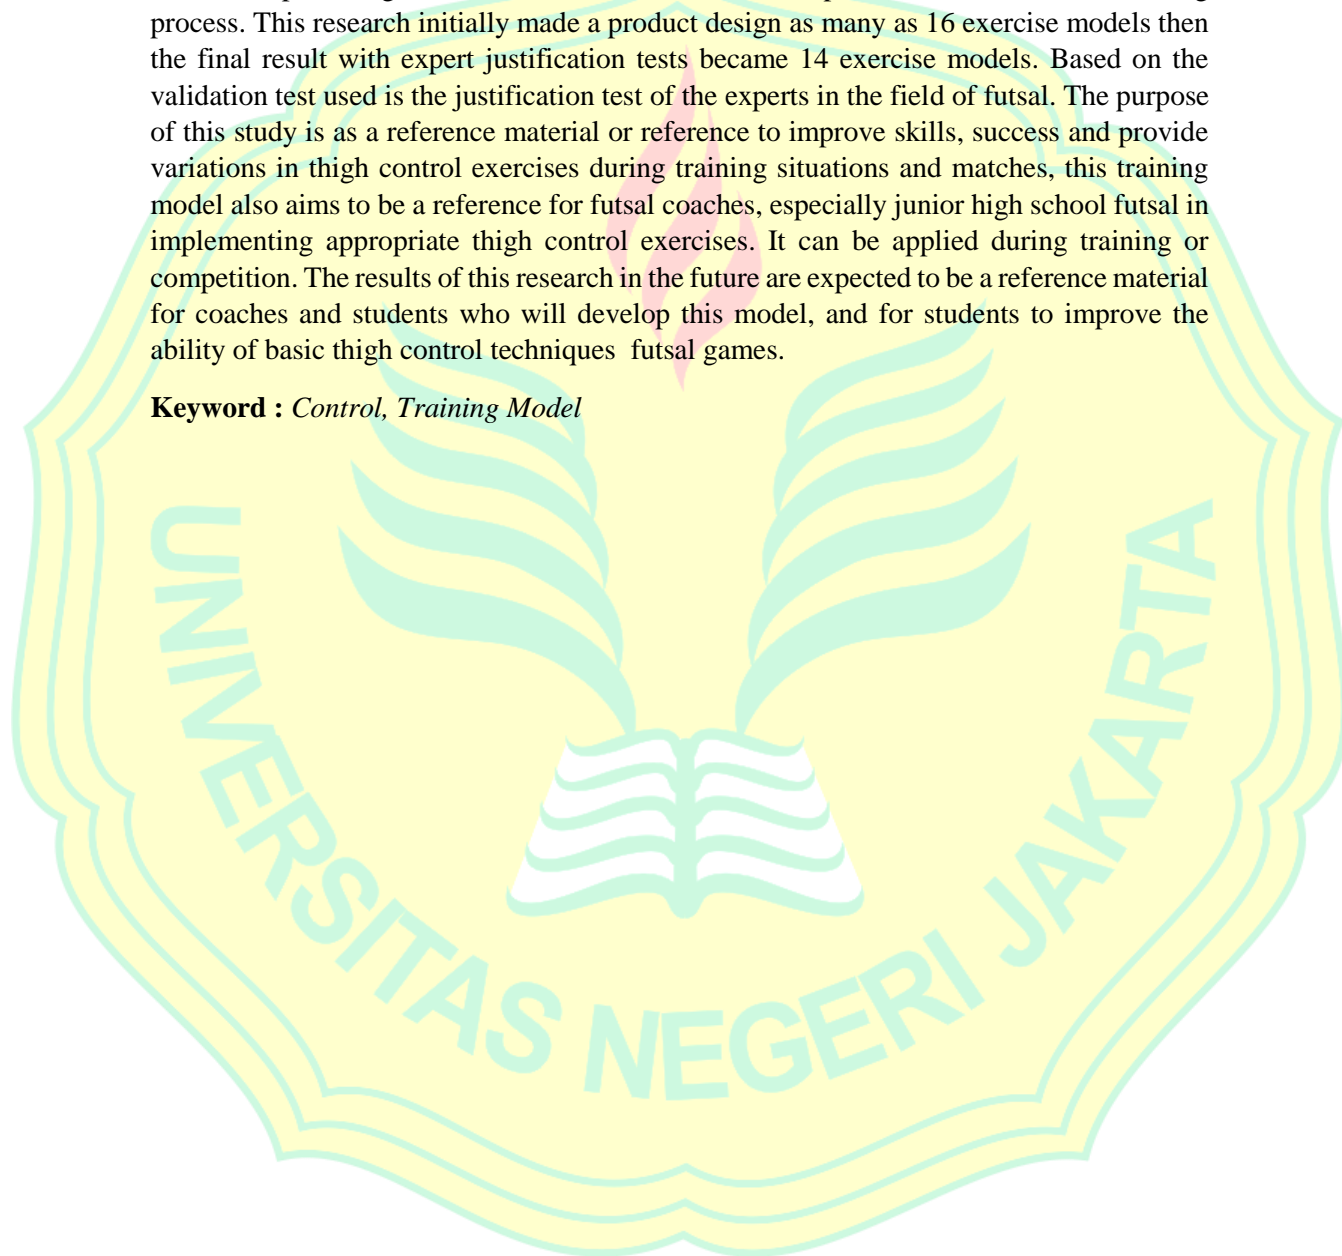 process. This research initially made a product design as many as 16 exercise models then
the final result with expert justification tests became 14 exercise models. Based on the
validation test used is the justification test of the experts in the field of futsal. The purpose
of this study is as a reference material or reference to improve skills, success and provide
variations in thigh control exercises during training situations and matches, this training
model also aims to be a reference for futsal coaches, especially junior high school futsal in
implementing appropriate thigh control exercises. It can be applied during training or
competition. The results of this research in the future are expected to be a reference material
for coaches and students who will develop this model, and for students to improve the
ability of basic thigh control techniques futsal games.
Keyword : Control, Training Model
UNIVERSITAS NEGERI JAKARTA